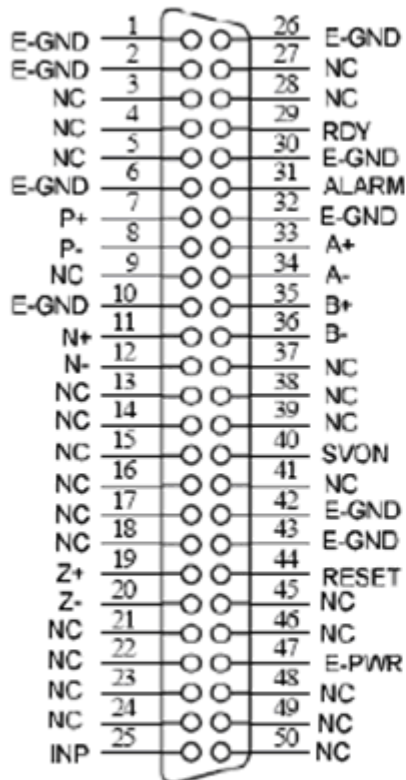 E-GND 1 26 E-GND
E-GND 2 27 NC
NC 3 28 NC
NC 4 29 RDY
NC 5 30 E-GND
E-GND 6 31 ALARM
P+ 7 32 E-GND
P- 8 33 A+
NC 9 34 A-
E-GND 10 35 B+
N+ 11 36 B-
N- 12 37 NC
NC 13 38 NC
NC 14 39 NC
NC 15 40 SVON
NC 16 41 NC
NC 17 42 E-GND
NC 18 43 E-GND
Z+ 19 44 RESET
Z- 20 45 NC
NC 21 46 NC
NC 22 47 E-PWR
NC 23 48 NC
NC 24 49 NC
INP 25 50 NC